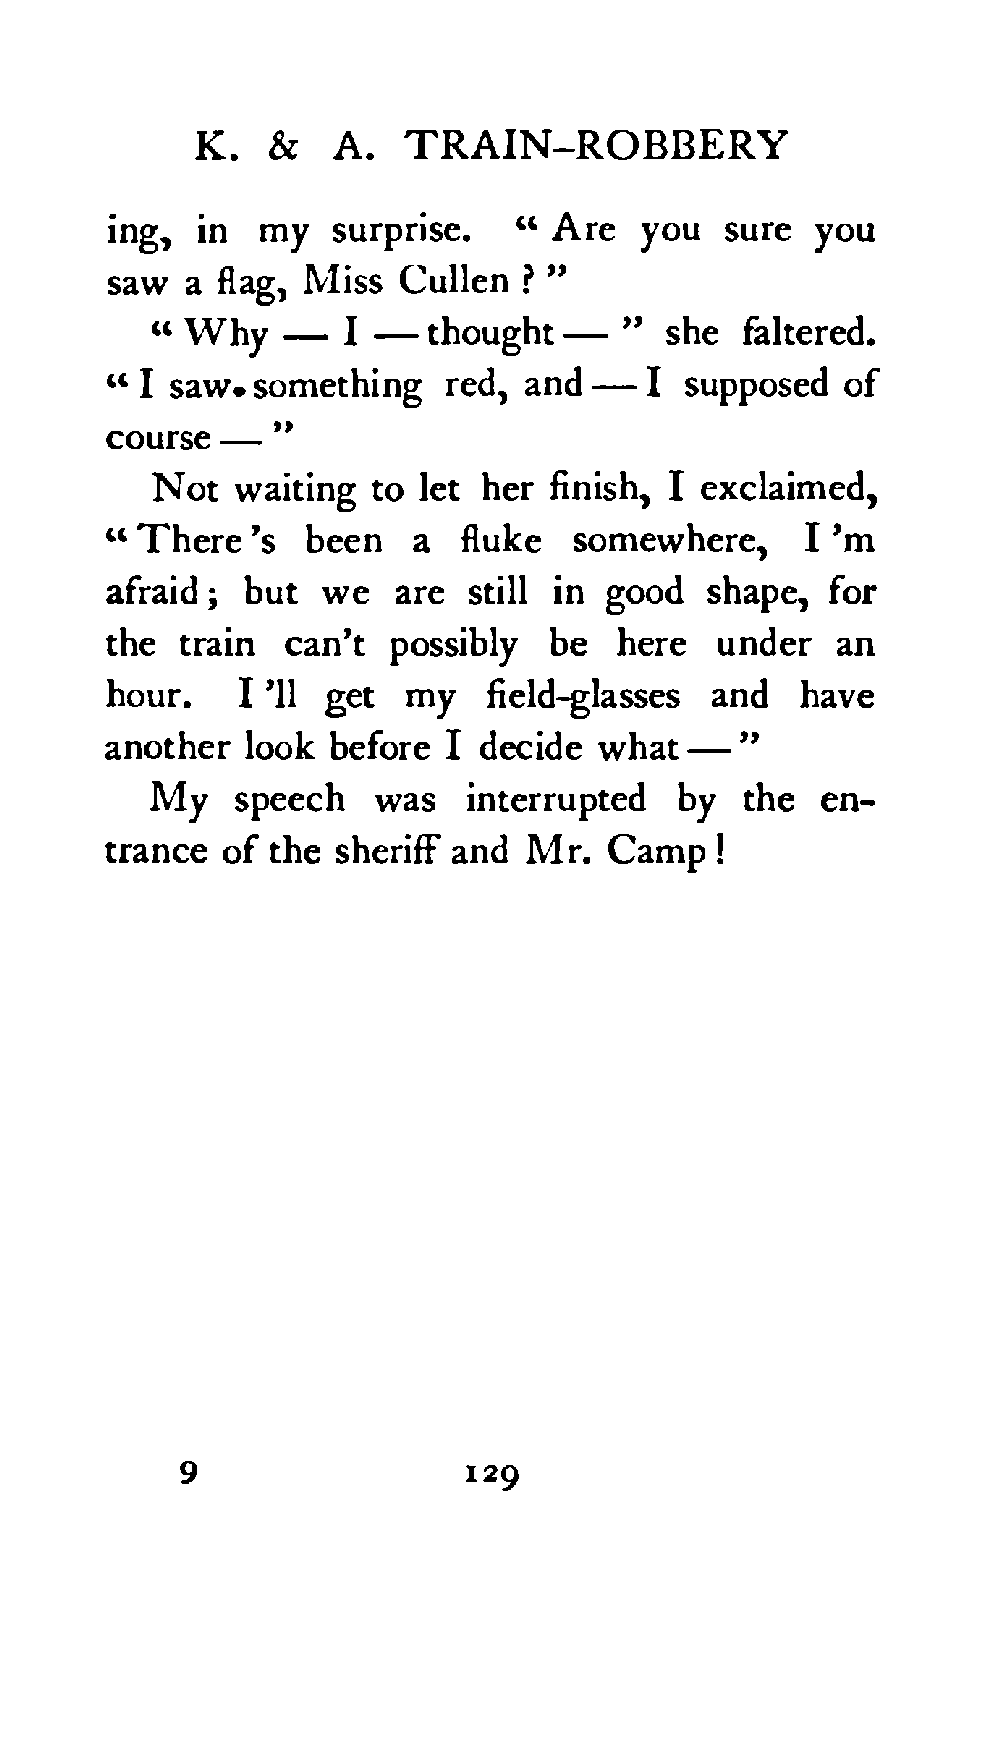 K. & A. TRAIN-ROBBERY
ing, in my surprise. “ Are you sure you
saw a flag, Miss Cullen ? ”
“ Why — I — thought — ” she faltered.
“ I saw. something red, and — I supposed of
course — ”
Not waiting to let her finish, I exclaimed,
“ There ’s been a fluke somewhere, I ’m
afraid ; but we are still in good shape, for
the train can’t possibly be here under an
hour. I ’ll get my field-glasses and have
another look before I decide what — ”
My speech was interrupted by the en-
trance of the sheriff and Mr. Camp !
9 129